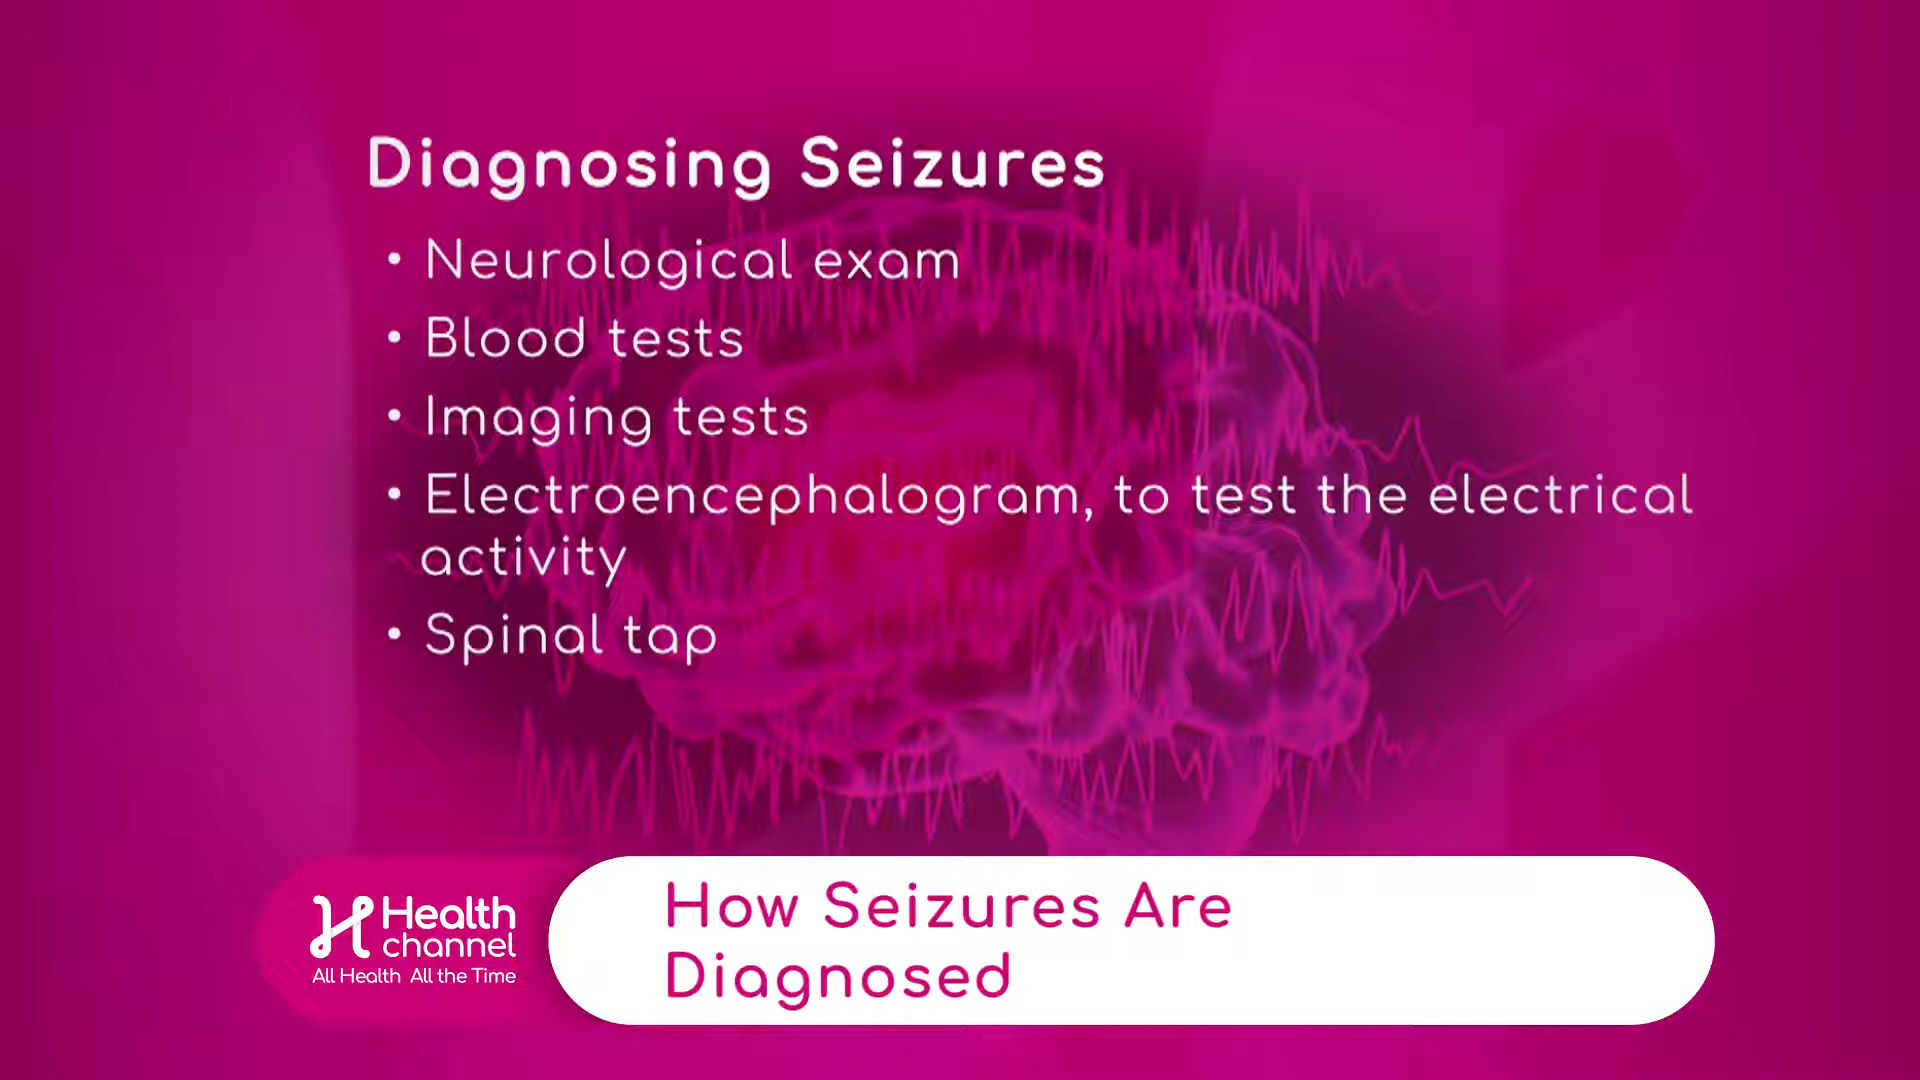 Diagnosing Seizures
• Neurological exam
• Blood tests
• Imaging tests
• Electroencephalogram, to test the electrical
activity
• Spinal tap
Health
channel
All Health All the Time
How Seizures Are
Diagnosed